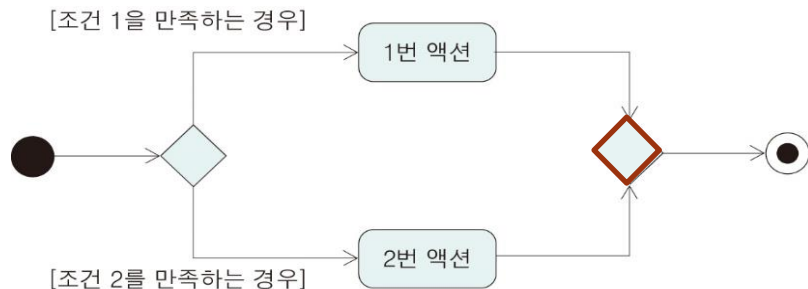 [조건 1을 만족하는 경우]
1번 액션
2번 액션
[조건 2를 만족하는 경우]